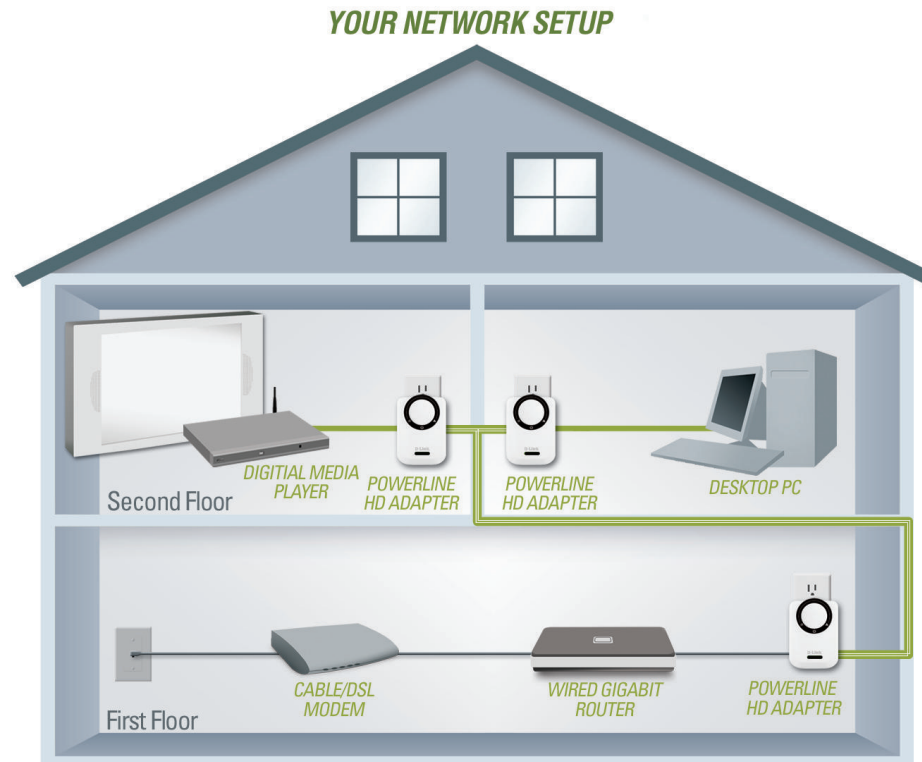 YOUR NETWORK SETUP
DIGITIAL MEDIA
PLAYER
POWERLINE
HD ADAPTER
POWERLINE
HD ADAPTER
DESKTOP PC
Second Floor
CABLE/DSL
MODEM
WIRED GIGABIT
ROUTER
POWERLINE
HD ADAPTER
First Floor